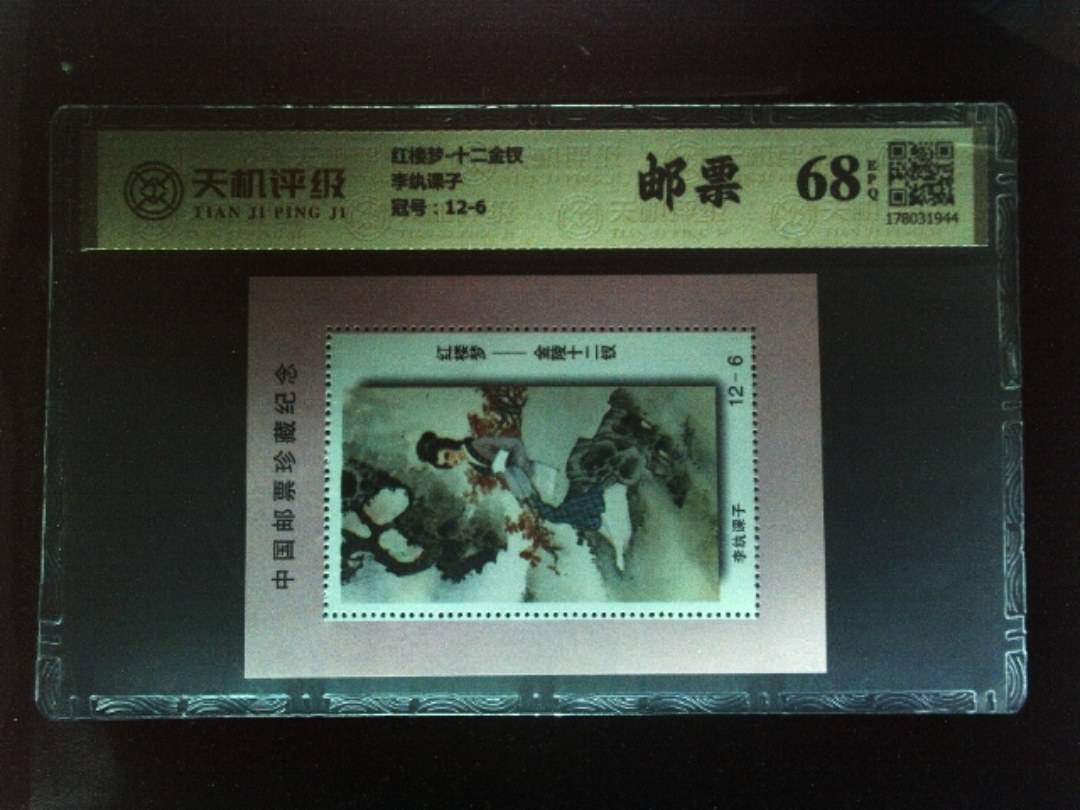 天机评级
TIAN JI PING JI
红楼梦-十二金钗
李纨课子
冠号：12-6
邮票
68
EPQ
178031944
中国邮票珍藏纪念
红楼梦——金陵十二钗
12-6
李纨课子